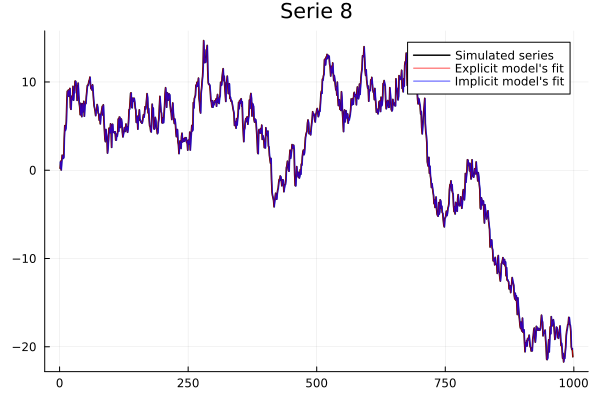 Serie 8
Simulated series
Explicit model's fit
Implicit model's fit
10
0
−10
−20
0 250 500 750 1000